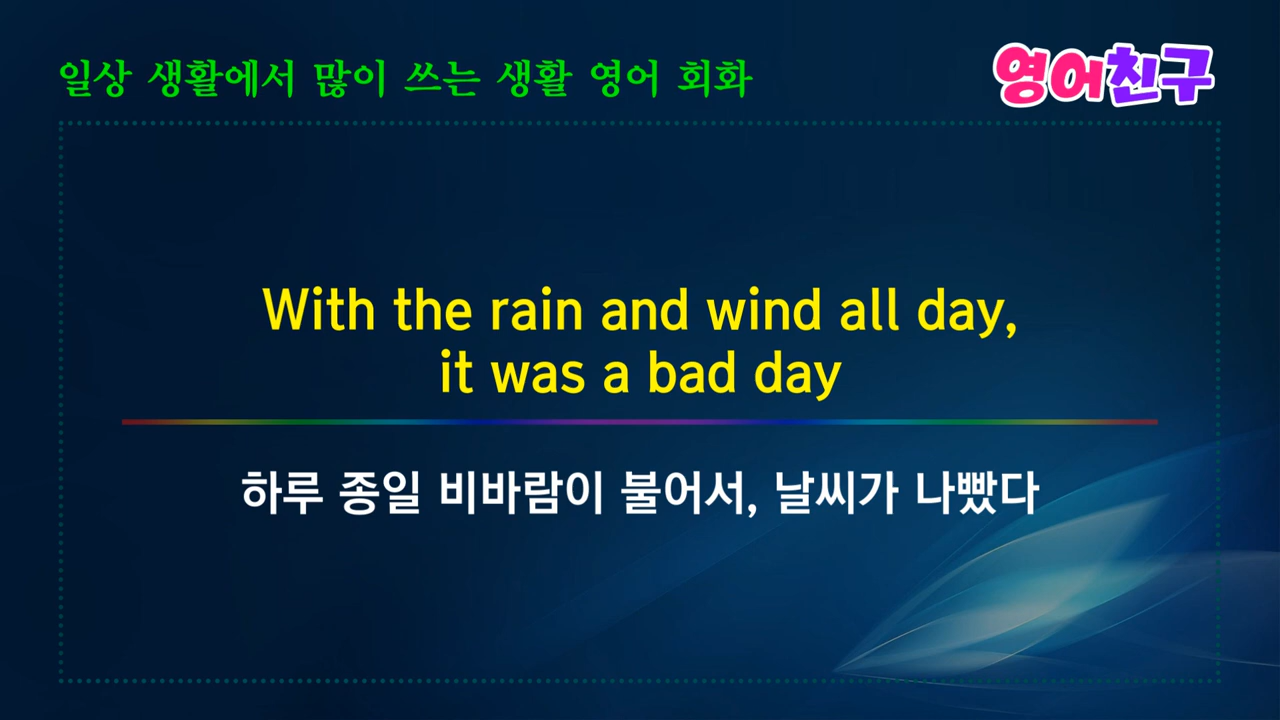 일상 생활에서 많이 쓰는 생활 영어 회화
영어친구
With the rain and wind all day,
it was a bad day
하루 종일 비바람이 불어서, 날씨가 나빴다